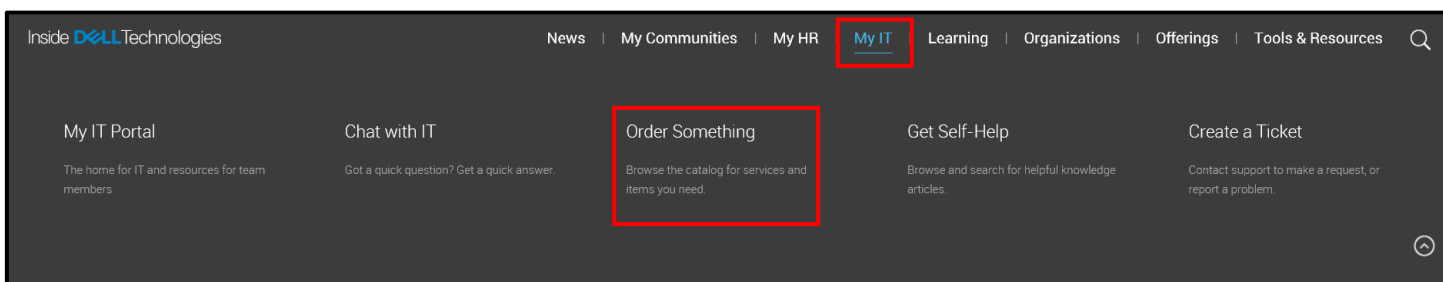 Inside DELLTechnologies
News | My Communities | My HR | My IT | Learning | Organizations | Offerings | Tools & Resources
My IT Portal
The home for IT and resources for team
members
Chat with IT
Got a quick question? Get a quick answer.
Order Something
Browse the catalog for services and
items you need.
Get Self-Help
Browse and search for helpful knowledge
articles.
Create a Ticket
Contact support to make a request, or
report a problem.